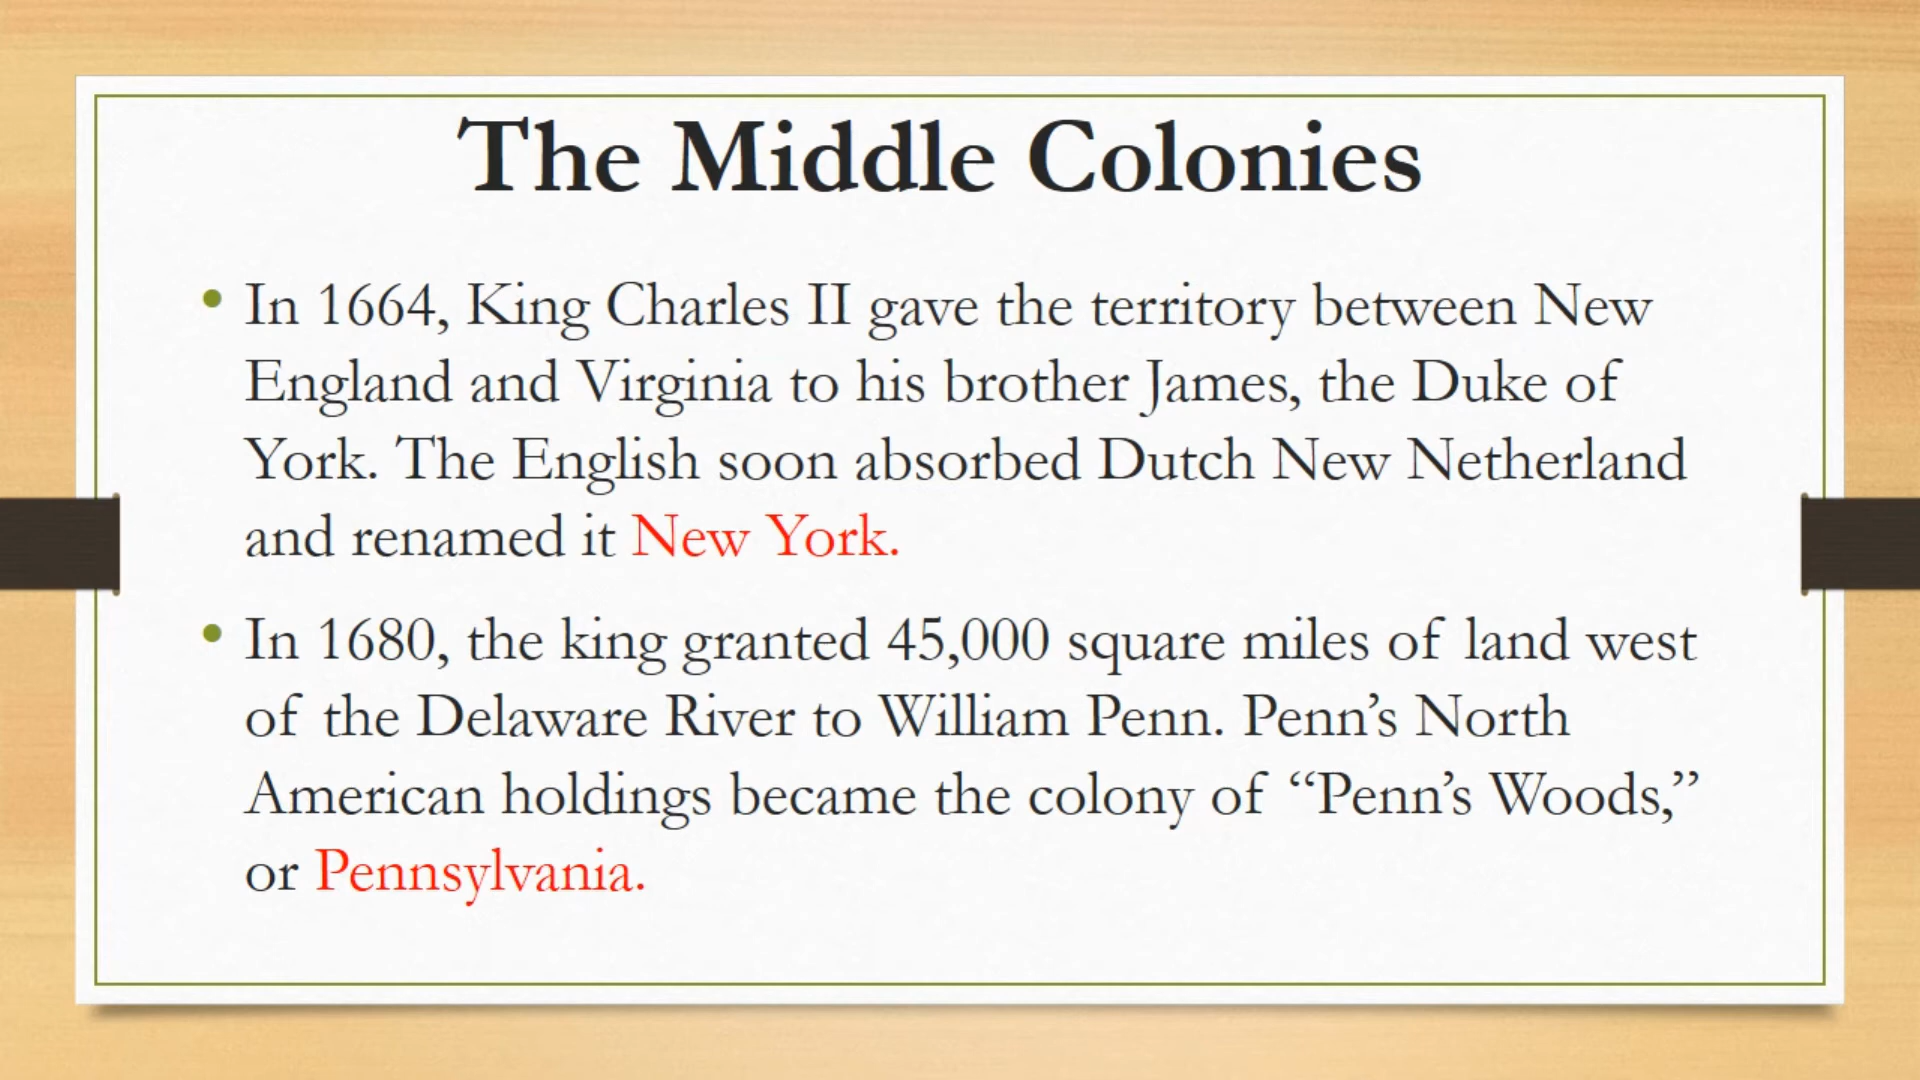 The Middle Colonies
• In 1664, King Charles II gave the territory between New
England and Virginia to his brother James, the Duke of
York. The English soon absorbed Dutch New Netherland
and renamed it New York.
• In 1680, the king granted 45,000 square miles of land west
of the Delaware River to William Penn. Penn’s North
American holdings became the colony of “Penn’s Woods,”
or Pennsylvania.